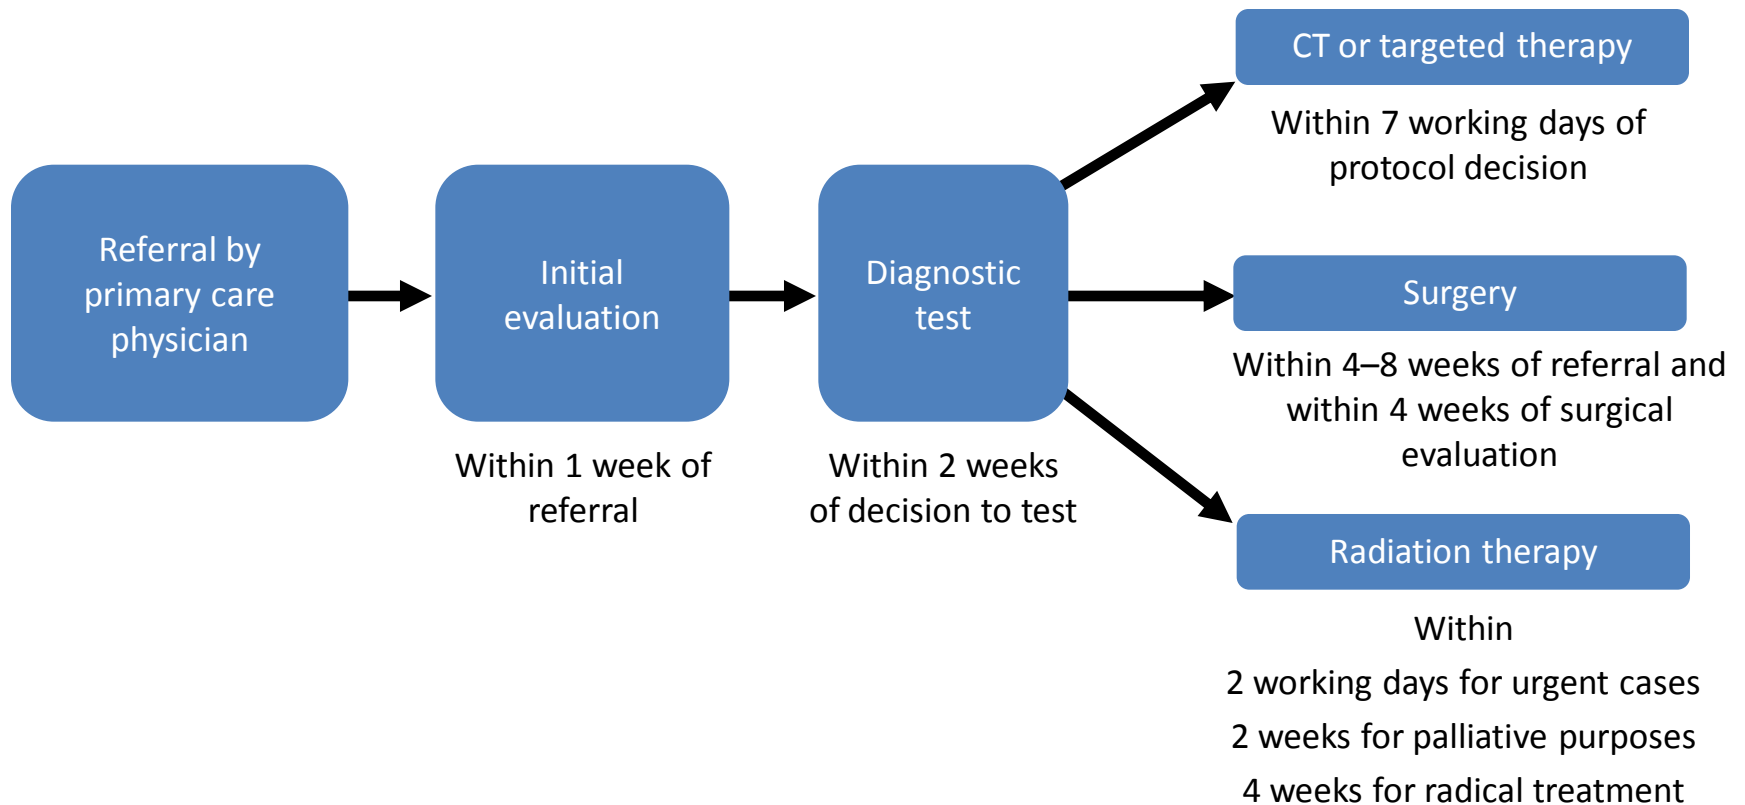 Referral by
primary care
physician
Initial
evaluation
Within 1 week of
referral
Diagnostic
test
Within 2 weeks
of decision to test
CT or targeted therapy
Within 7 working days of
protocol decision
Surgery
Within 4–8 weeks of referral and
within 4 weeks of surgical
evaluation
Radiation therapy
Within
2 working days for urgent cases
2 weeks for palliative purposes
4 weeks for radical treatment